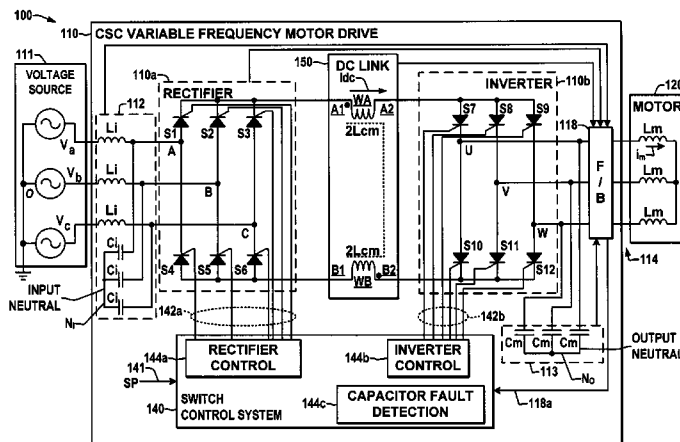 100
110
CSC VARIABLE FREQUENCY MOTOR DRIVE
111
VOLTAGE
SOURCE
Va
Vb
Vc
O
112
Li
Li
Li
Ci
Ci
Ci
INPUT
NEUTRAL
NI
110a
RECTIFIER
S1
S2
S3
A
B
C
S4
S5
S6
150
DC LINK
Idc
WA
A1
A2
2Lcm
2Lcm
B1
B2
WB
INVERTER
110b
S7
S8
S9
U
V
W
S10
S11
S12
118
F/B
120
MOTOR
Lm
im
Lm
Lm
114
142a
142b
144a
RECTIFIER
CONTROL
144b
INVERTER
CONTROL
141
SP
140
SWITCH
CONTROL SYSTEM
144c
CAPACITOR FAULT
DETECTION
118a
Cm
Cm
Cm
OUTPUT
NEUTRAL
No
113